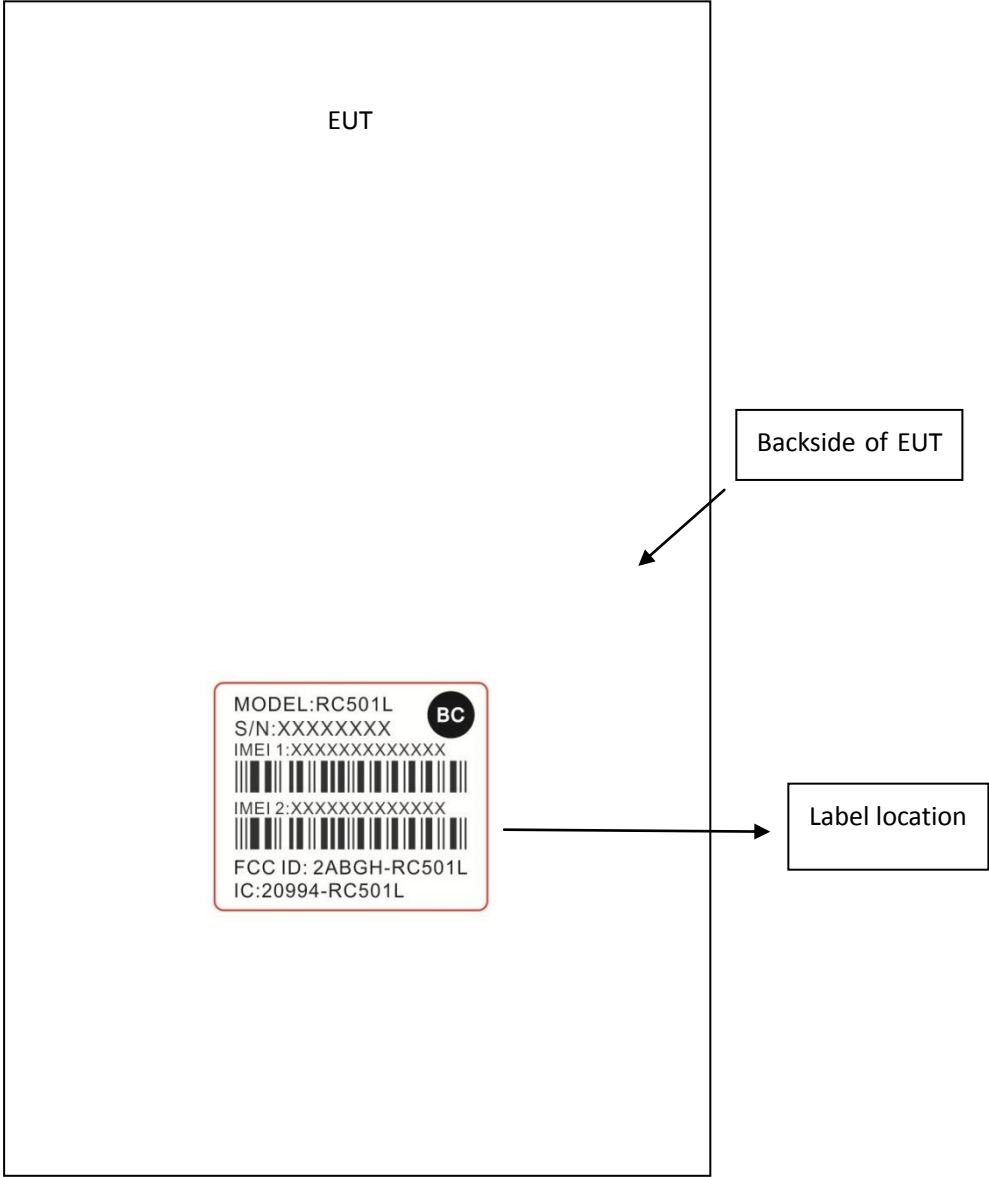 EUT
Backside of EUT
MODEL:RC501L
BC
S/N:XXXXXXXX
IMEI 1:XXXXXXXXXXXXX
IMEI 2:XXXXXXXXXXXXX
FCC ID: 2ABGH-RC501L
IC:20994-RC501L
Label location